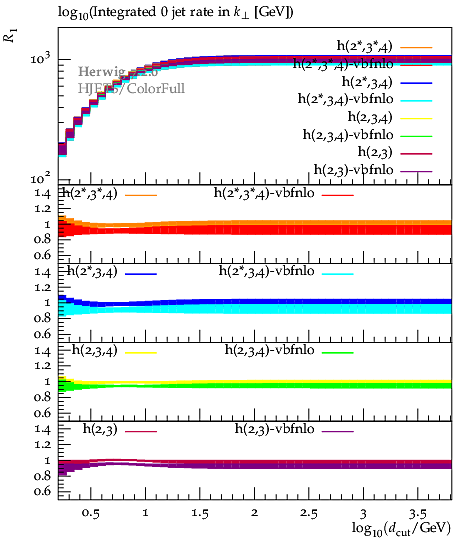 log₁₀(Integrated 0 jet rate in k⊥ [GeV])
R₁
10³
10²
h(2*,3*,4)
h(2*,3*,4)-vbfnlo
h(2*,3,4)
h(2*,3,4)-vbfnlo
h(2,3,4)
h(2,3,4)-vbfnlo
h(2,3)
h(2,3)-vbfnlo
Herwig
HJETS/ColorFull
h(2*,3*,4) h(2*,3*,4)-vbfnlo
1.4
1.2
1
0.8
0.6
h(2*,3,4) h(2*,3,4)-vbfnlo
1.4
1.2
1
0.8
0.6
h(2,3,4) h(2,3,4)-vbfnlo
1.4
1.2
1
0.8
0.6
h(2,3) h(2,3)-vbfnlo
1.4
1.2
1
0.8
0.6
0.5 1 1.5 2 2.5 3 3.5
log₁₀(d_cut/GeV)